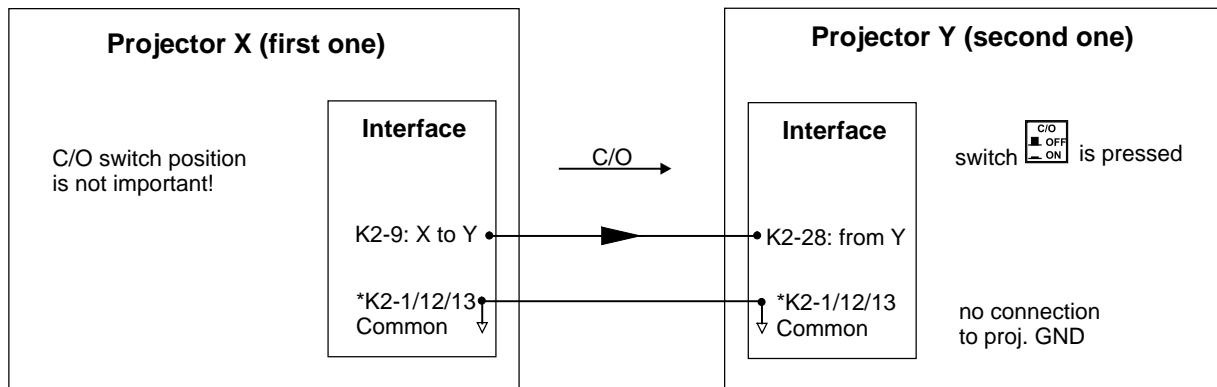 Projector X (first one)
C/O switch position
is not important!
Interface
K2-9: X to Y
*K2-1/12/13
Common
C/O
Projector Y (second one)
Interface
K2-28: from Y
*K2-1/12/13
Common
switch
C/O
OFF
ON
is pressed
no connection
to proj. GND